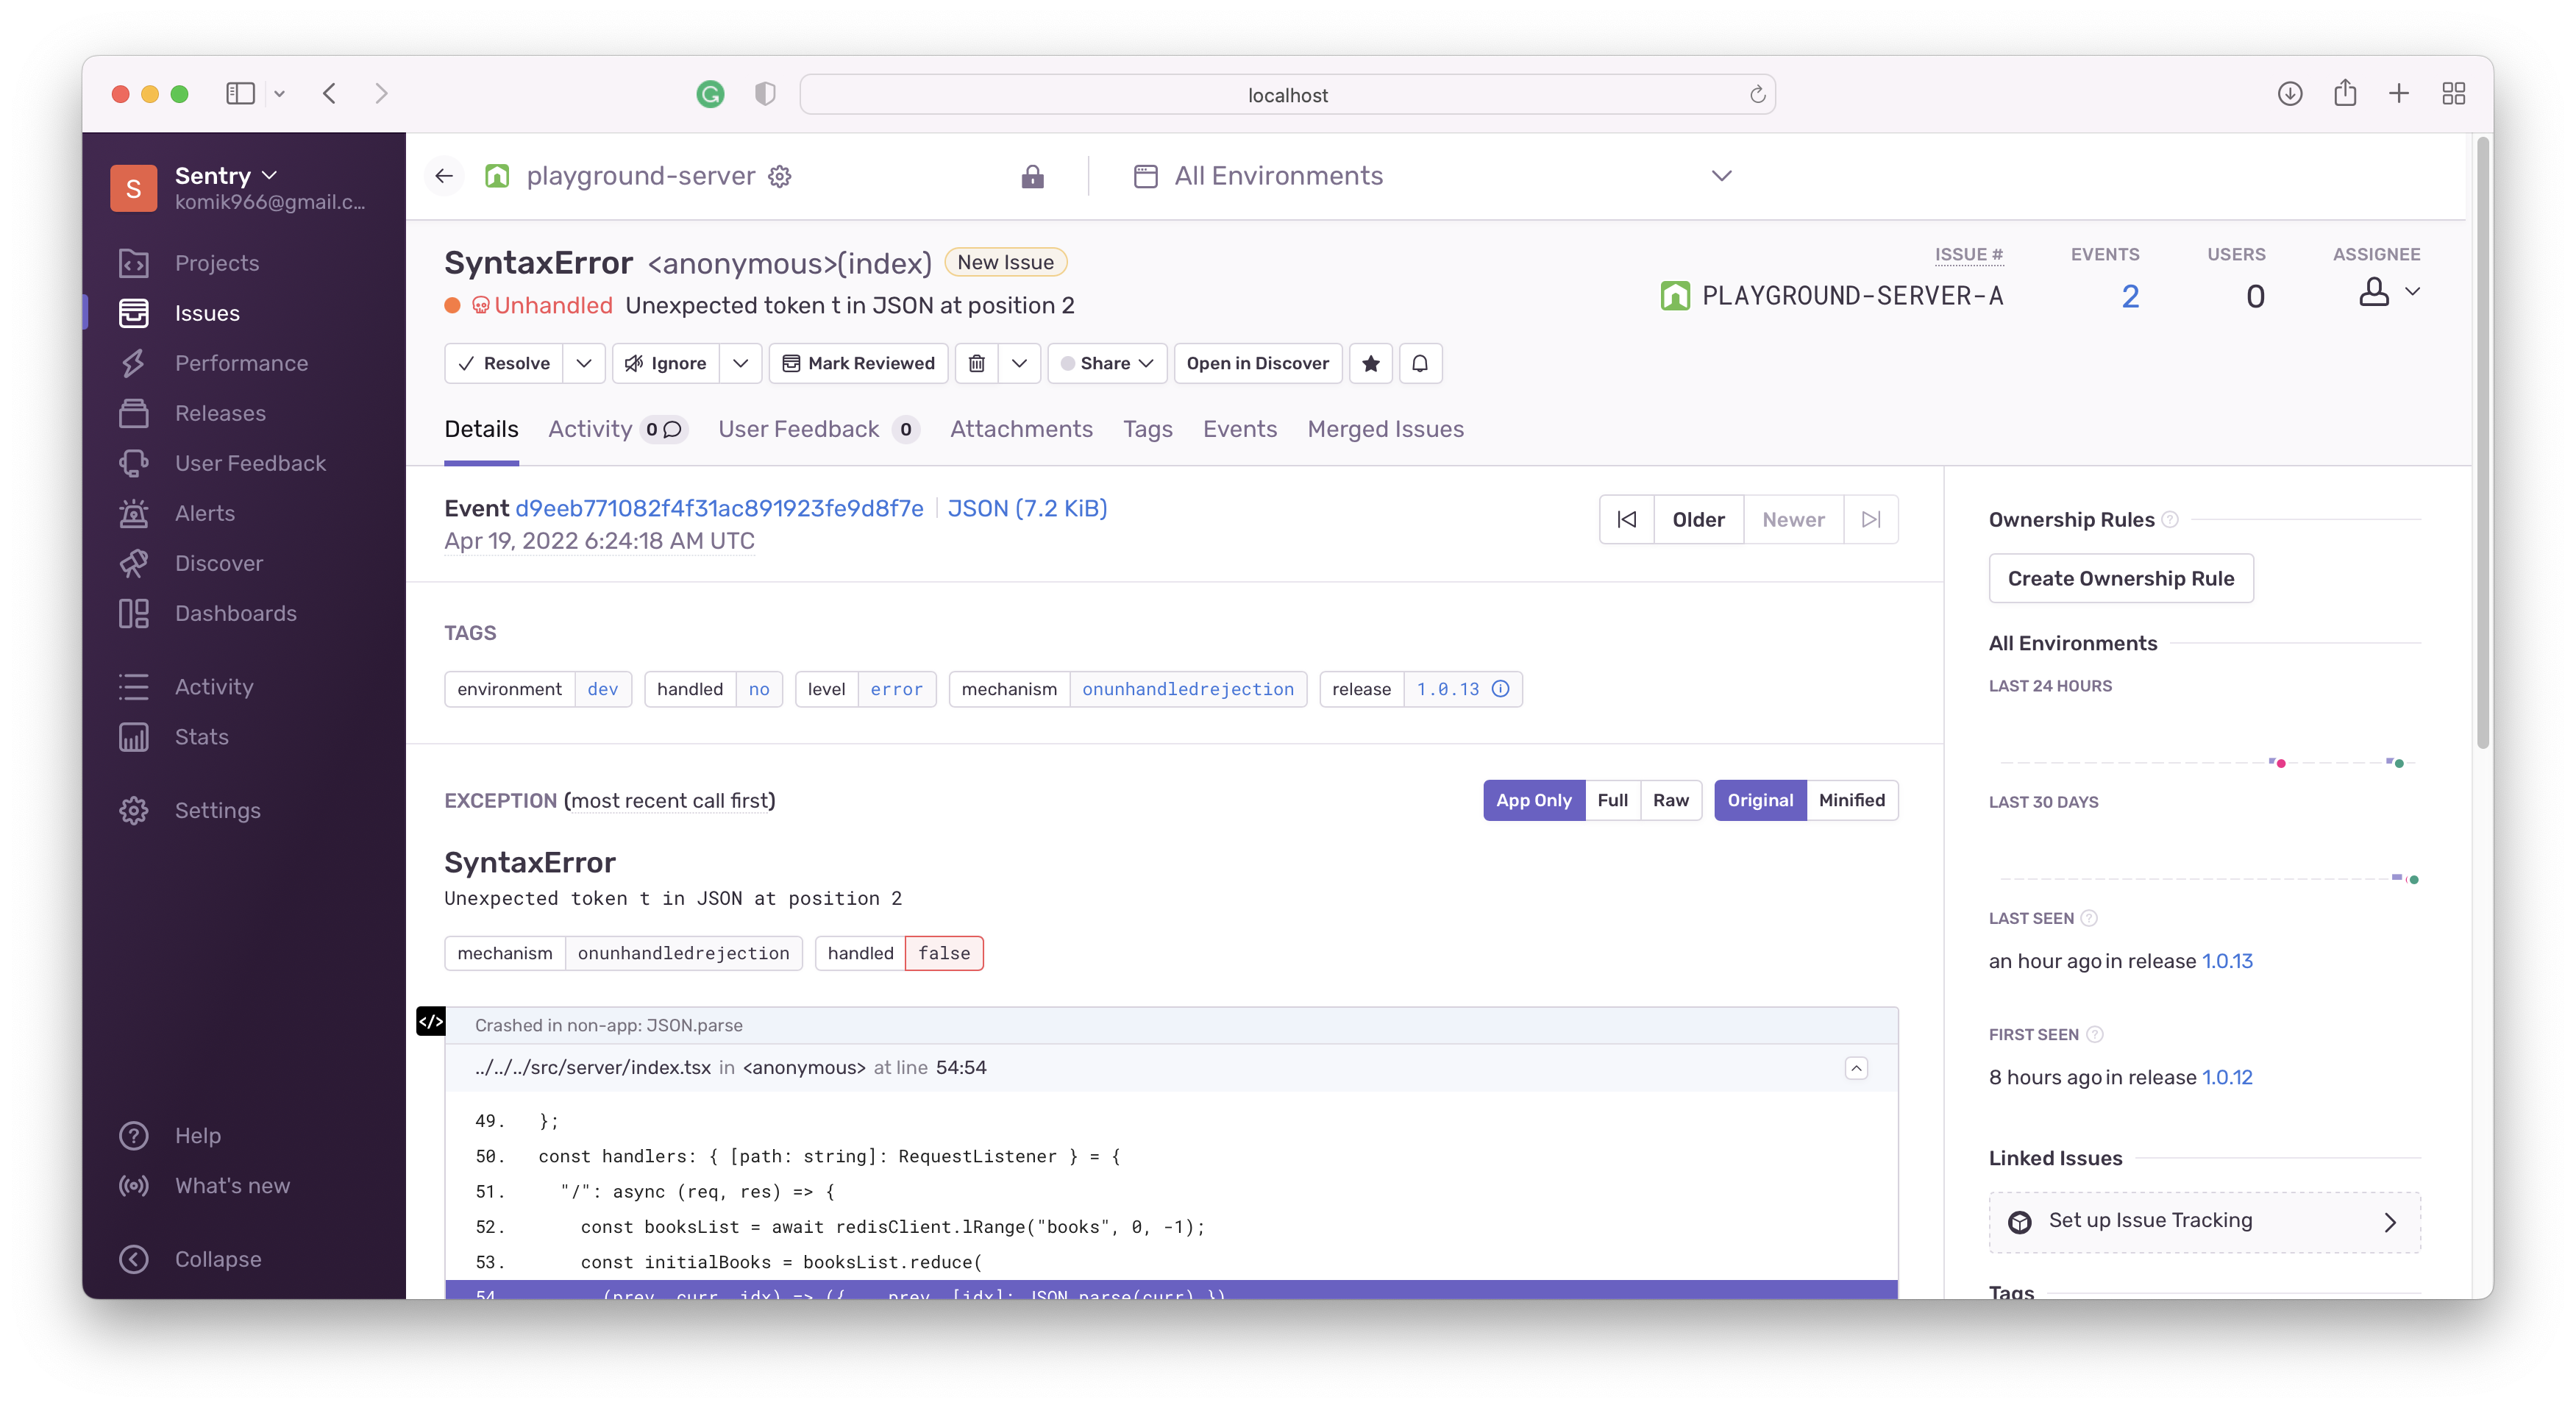 localhost
S
Sentry
komik966@gmail.c...
Projects
Issues
Performance
Releases
User Feedback
Alerts
Discover
Dashboards
Activity
Stats
Settings
Help
What's new
Collapse
playground-server
All Environments
SyntaxError <anonymous>(index) New Issue
Unhandled Unexpected token t in JSON at position 2
ISSUE # EVENTS USERS ASSIGNEE
PLAYGROUND-SERVER-A 2 0
Resolve Ignore Mark Reviewed Share Open in Discover
Details Activity 0 User Feedback 0 Attachments Tags Events Merged Issues
Event d9eeb771082f4f31ac891923fe9d8f7e JSON (7.2 KiB)
Apr 19, 2022 6:24:18 AM UTC
Older Newer
TAGS
environment dev handled no level error mechanism onunhandledrejection release 1.0.13
EXCEPTION (most recent call first)
App Only Full Raw Original Minified
SyntaxError
Unexpected token t in JSON at position 2
mechanism onunhandledrejection handled false
</>
Crashed in non-app: JSON.parse
../../../src/server/index.tsx in <anonymous> at line 54:54
49. };
50. const handlers: { [path: string]: RequestListener } = {
51. "/": async (req, res) => {
52. const booksList = await redisClient.lRange("books", 0, -1);
53. const initialBooks = booksList.reduce(
54. (prev, curr, idx) => ({ ...prev, [idx]: JSON.parse(curr) })
Ownership Rules
Create Ownership Rule
All Environments
LAST 24 HOURS
LAST 30 DAYS
LAST SEEN
an hour ago in release 1.0.13
FIRST SEEN
8 hours ago in release 1.0.12
Linked Issues
Set up Issue Tracking
Tags